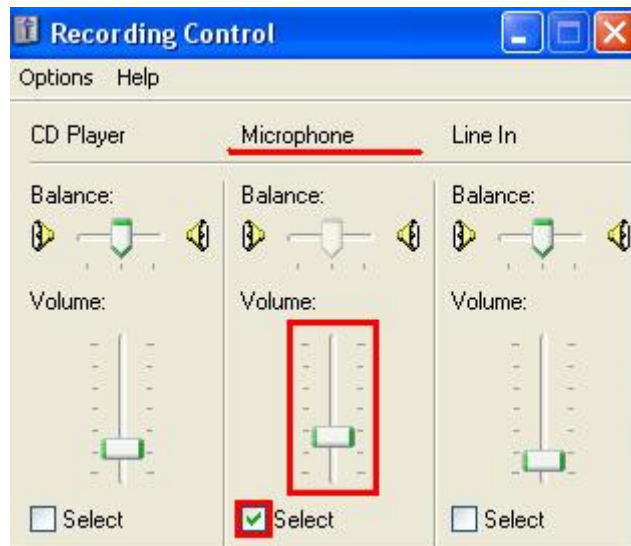 Recording Control
Options Help
CD Player Microphone Line In
Balance: Balance: Balance:
Volume: Volume: Volume:
Select Select Select